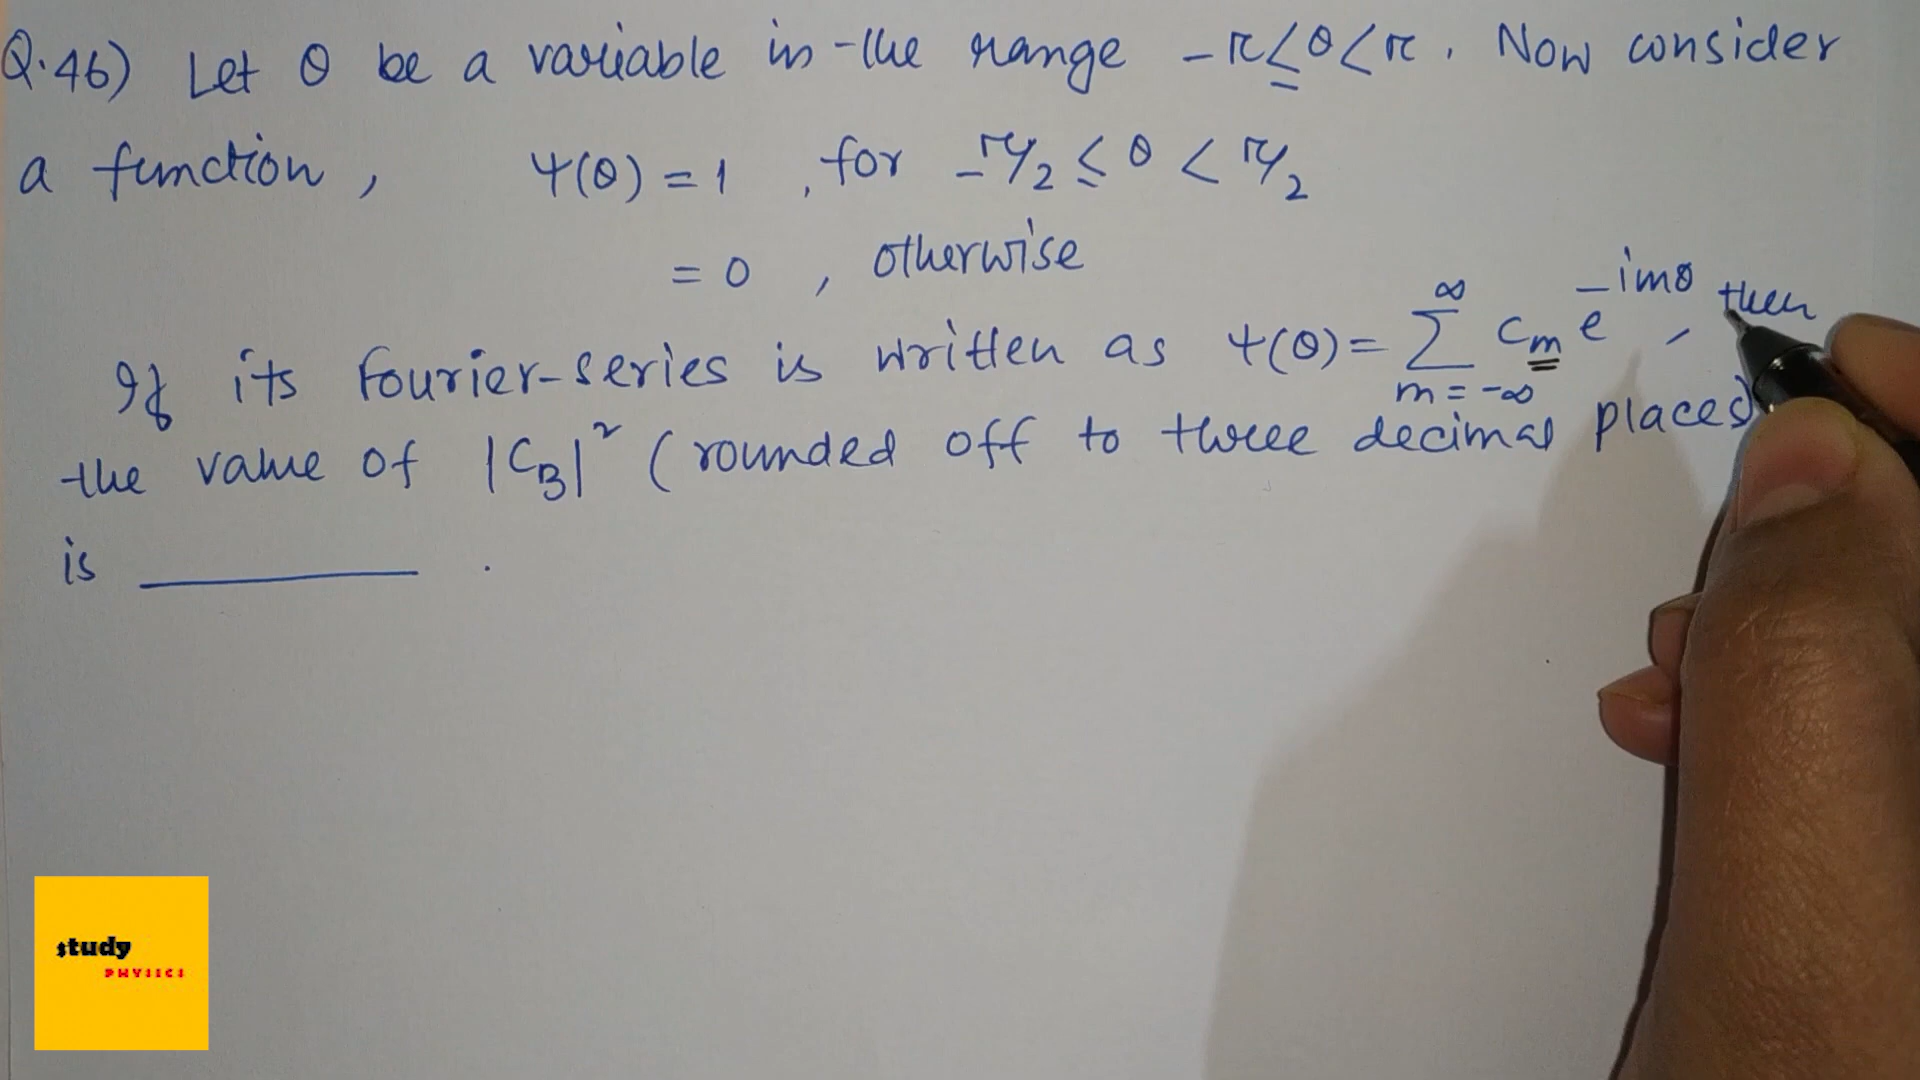 Q.46) Let θ be a variable in the range -π ≤ θ < π. Now consider
a function, ψ(θ) = 1 , for -π/2 ≤ θ < π/2
= 0 , otherwise
If its Fourier-series is written as ψ(θ) = Σ_{m=-∞}^{∞} C_m e^{-imθ}, then
the value of |C_3|² (rounded off to three decimal places)
is ________ .
study
PHYSICS